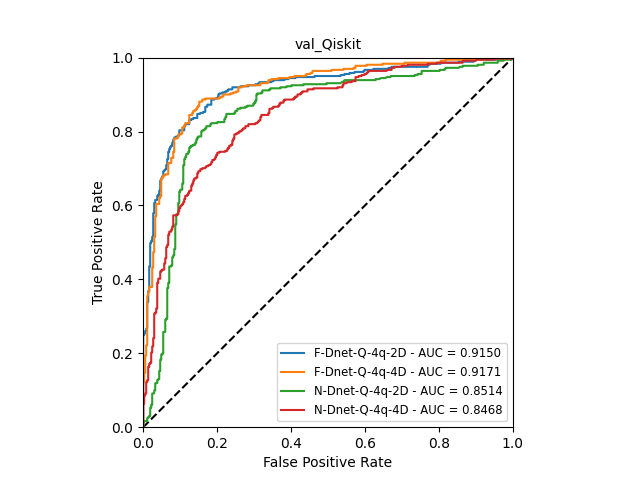 val_Qiskit
1.0
0.8
0.6
0.4
0.2
0.0
True Positive Rate
F-Dnet-Q-4q-2D - AUC = 0.9150
F-Dnet-Q-4q-4D - AUC = 0.9171
N-Dnet-Q-4q-2D - AUC = 0.8514
N-Dnet-Q-4q-4D - AUC = 0.8468
0.0 0.2 0.4 0.6 0.8 1.0
False Positive Rate